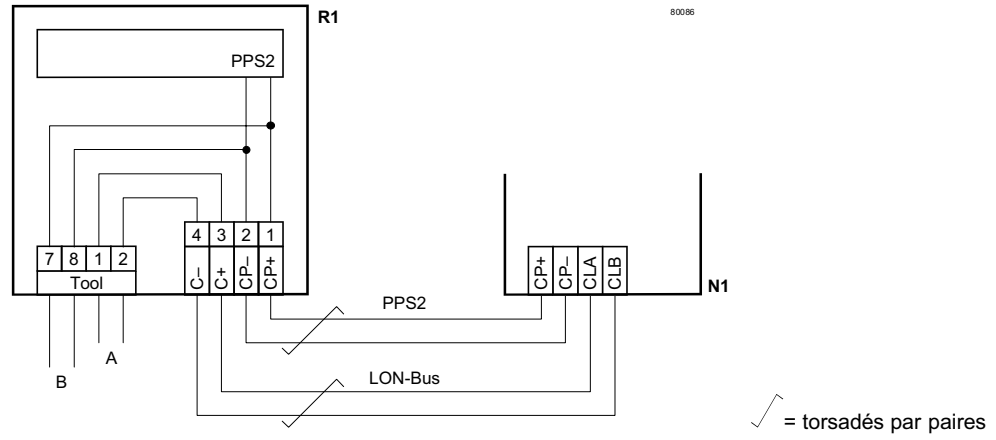 R1
80086
PPS2
4 3 2 1
7 8 1 2
Tool
C– C+ CP– CP+
CP+ CP– CLA CLB
N1
PPS2
A
B
LON-Bus
= torsadés par paires